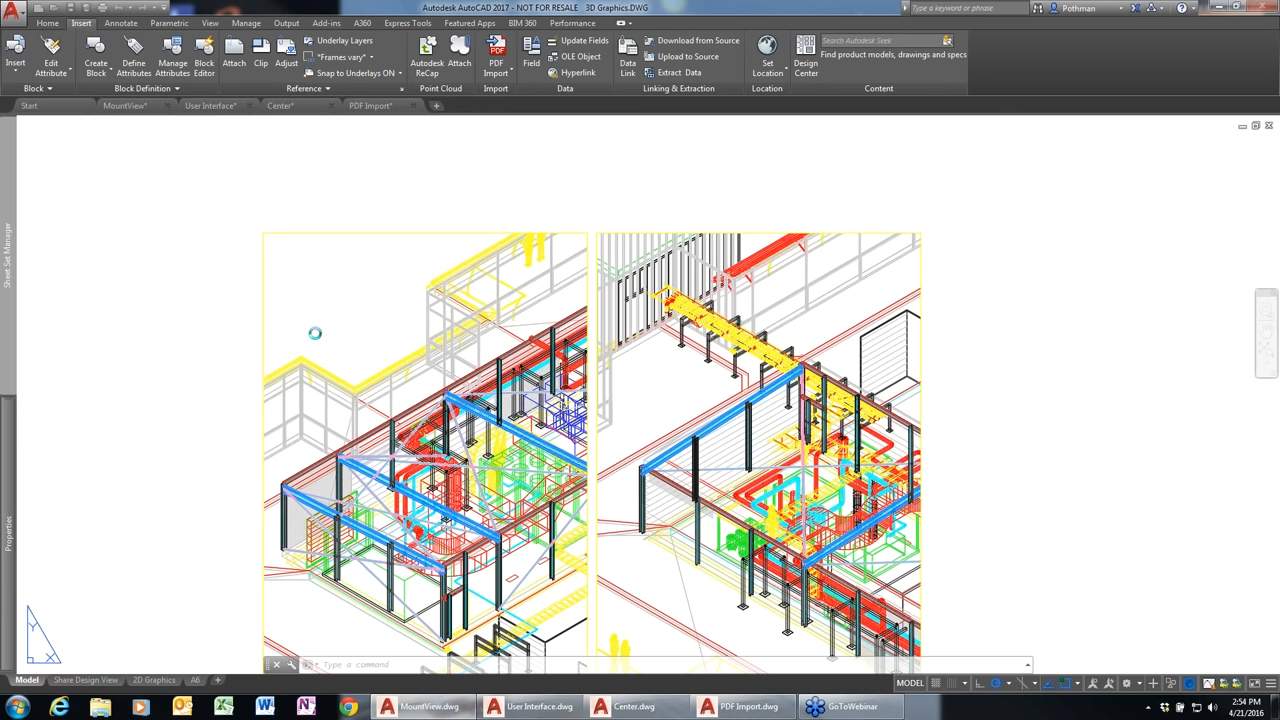 Autodesk AutoCAD 2017 - NOT FOR RESALE 3D Graphics.DWG
Type a keyword or phrase
Pothman
Home Insert Annotate Parametric View Manage Output Add-ins A360 Express Tools Featured Apps BIM 360 Performance
Insert
Edit Attribute
Create Block
Define Attributes
Manage Attributes
Block Editor
Attach
Clip
Adjust
Underlay Layers
*Frames vary*
Snap to Underlays ON
Autodesk ReCap
Attach
PDF Import
Field
Update Fields
OLE Object
Hyperlink
Data Link
Download from Source
Upload to Source
Extract Data
Set Location
Design Center
Search Autodesk Seek
Find product models, drawings and specs
Block Block Definition Reference Point Cloud Import Data Linking & Extraction Location Content
Start MountView* User Interface* Center* PDF Import*
Sheet Set Manager
Properties
Y
X
Type a command
Model Share Design View 2D Graphics A6
MODEL
MountView.dwg User Interface.dwg Center.dwg PDF Import.dwg GoToWebinar
2:54 PM
4/21/2016